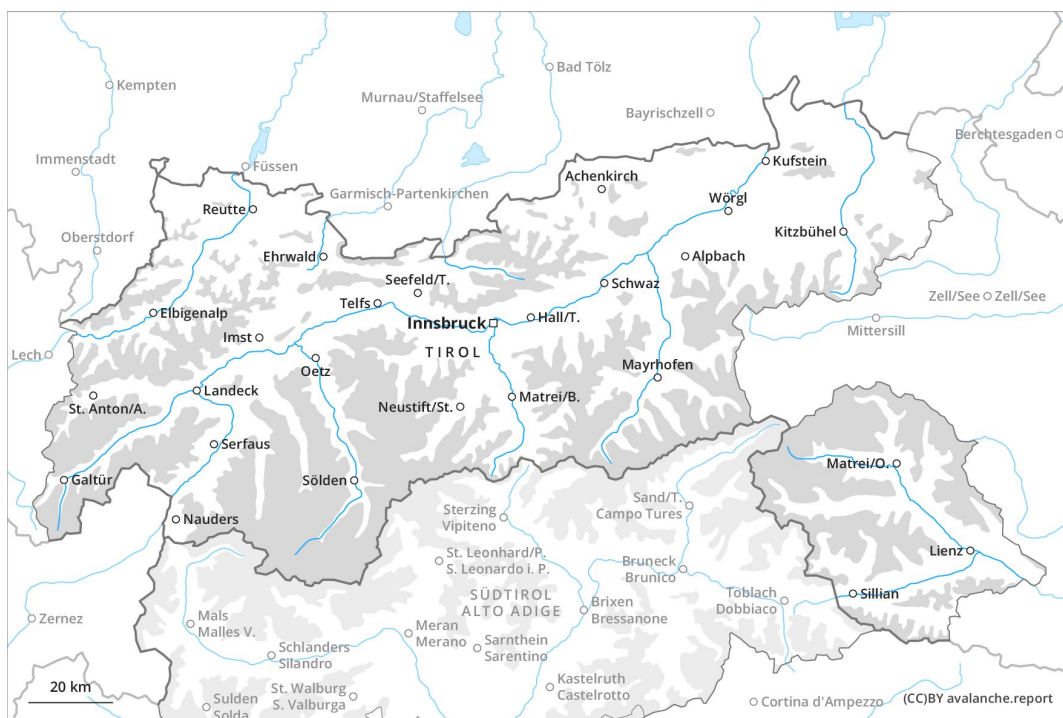 Kempten
Bad Tölz
Murnau/Staffelsee
Bayrischzell
Berchtesgaden
Immenstadt
Füssen
Kufstein
Achenkirch
Garmisch-Partenkirchen
Wörgl
Reutte
Kitzbühel
Oberstdorf
Ehrwald
Alpbach
Seefeld/T.
Schwaz
Zell/See
Zell/See
Telfs
Elbigenalp
Hall/T.
Innsbruck
Mittersill
Imst
Lech
TIROL
Oetz
Mayrhofen
Landeck
Matrei/B.
St. Anton/A.
Neustift/St.
Serfaus
Matrei/O.
Galtür
Sölden
Sand/T.
Campo Tures
Sterzing
Vipiteno
Nauders
Lienz
St. Leonhard/P.
S. Leonardo i. P.
Bruneck
Brunico
SÜDTIROL
ALTO ADIGE
Sillian
Toblach
Dobbiaco
Brixen
Bressanone
Zernez
Mals
Malles V.
Meran
Merano
Sarnthein
Sarentino
Schlanders
Silandro
Kastelruth
Castelrotto
20 km
St. Walburg
S. Valburga
Sulden
Solda
Cortina d'Ampezzo
(CC)BY avalanche.report